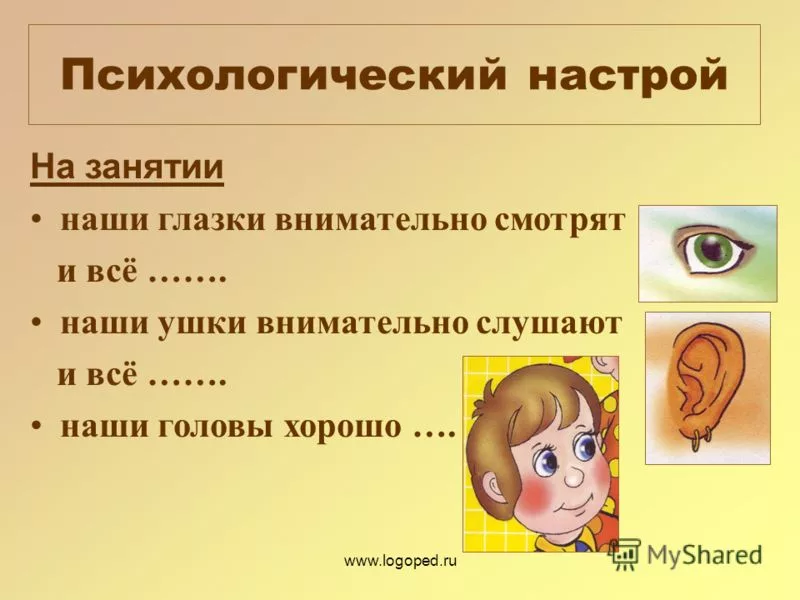 Психологический настрой
На занятии
• наши глазки внимательно смотрят
и всё …….
• наши ушки внимательно слушают
и всё …….
• наши головы хорошо ….
www.logoped.ru
MyShared